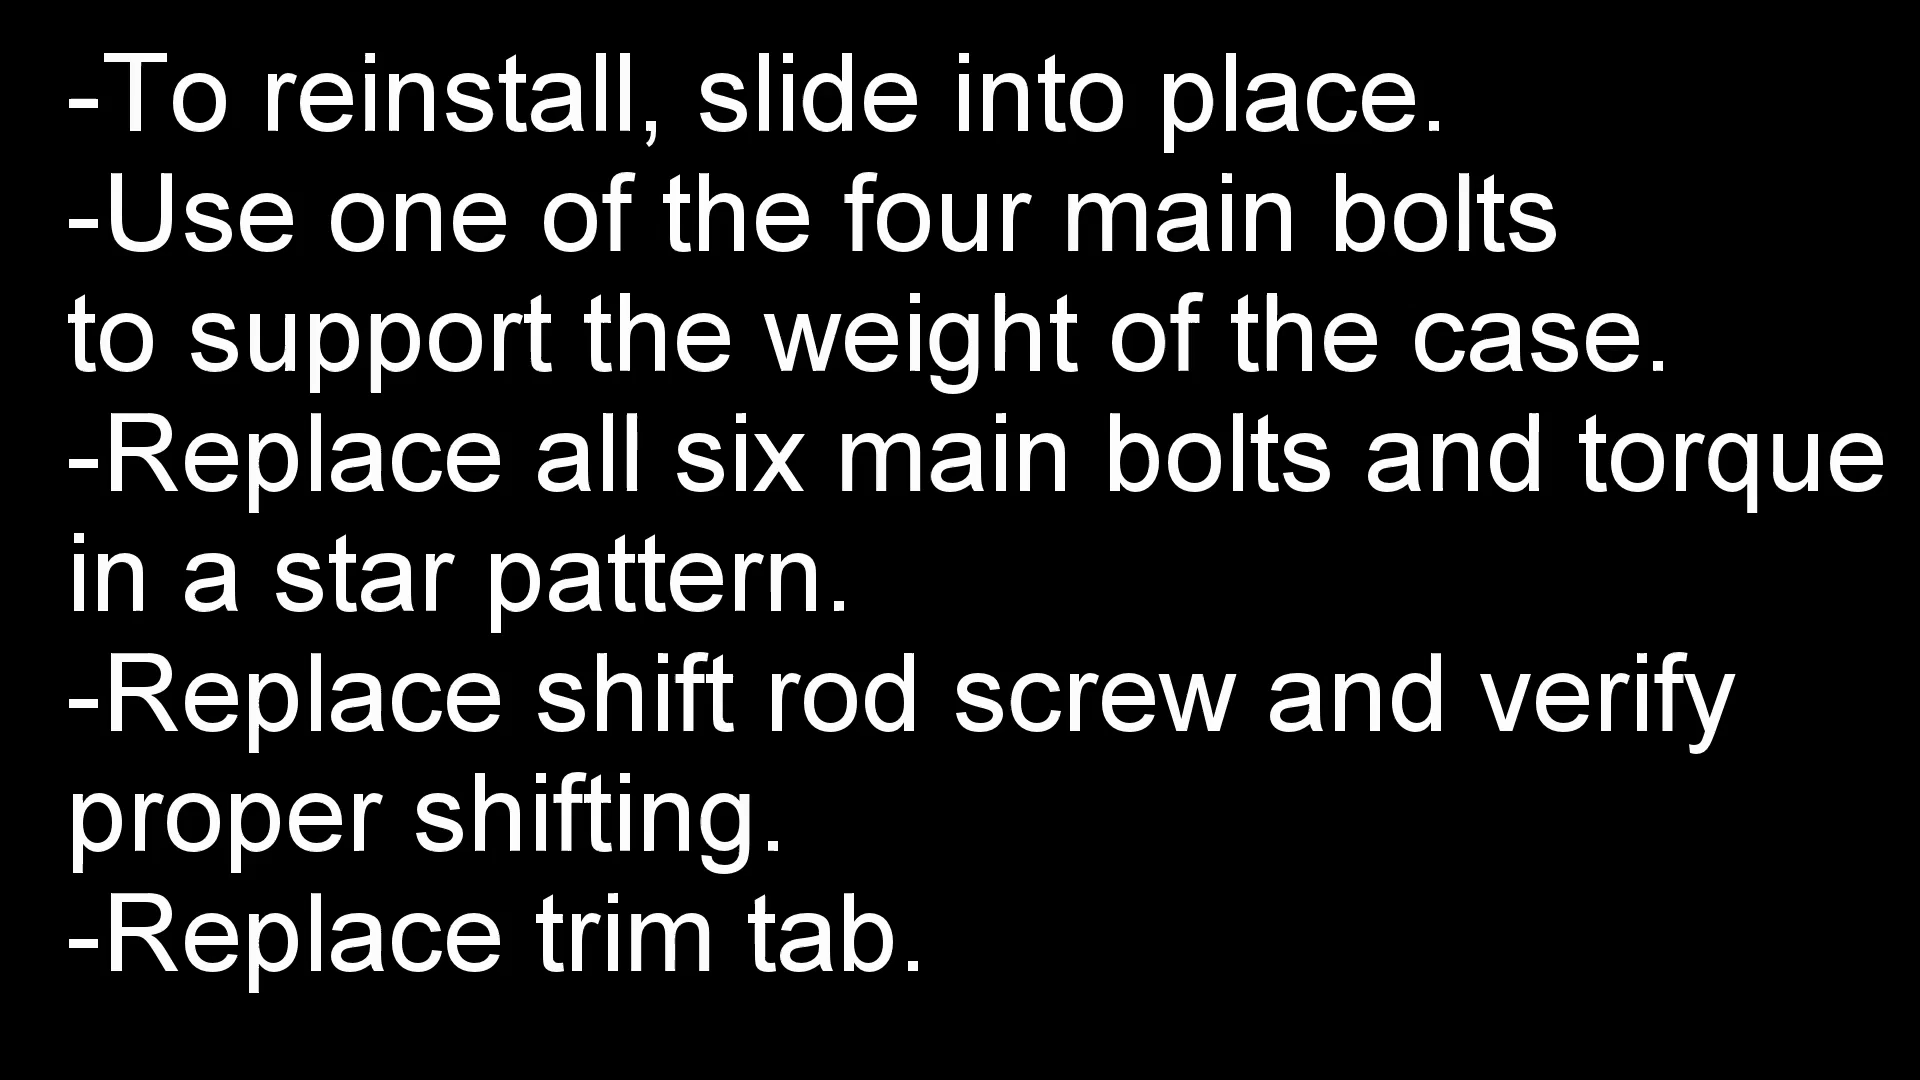 -To reinstall, slide into place.
-Use one of the four main bolts
to support the weight of the case.
-Replace all six main bolts and torque
in a star pattern.
-Replace shift rod screw and verify
proper shifting.
-Replace trim tab.